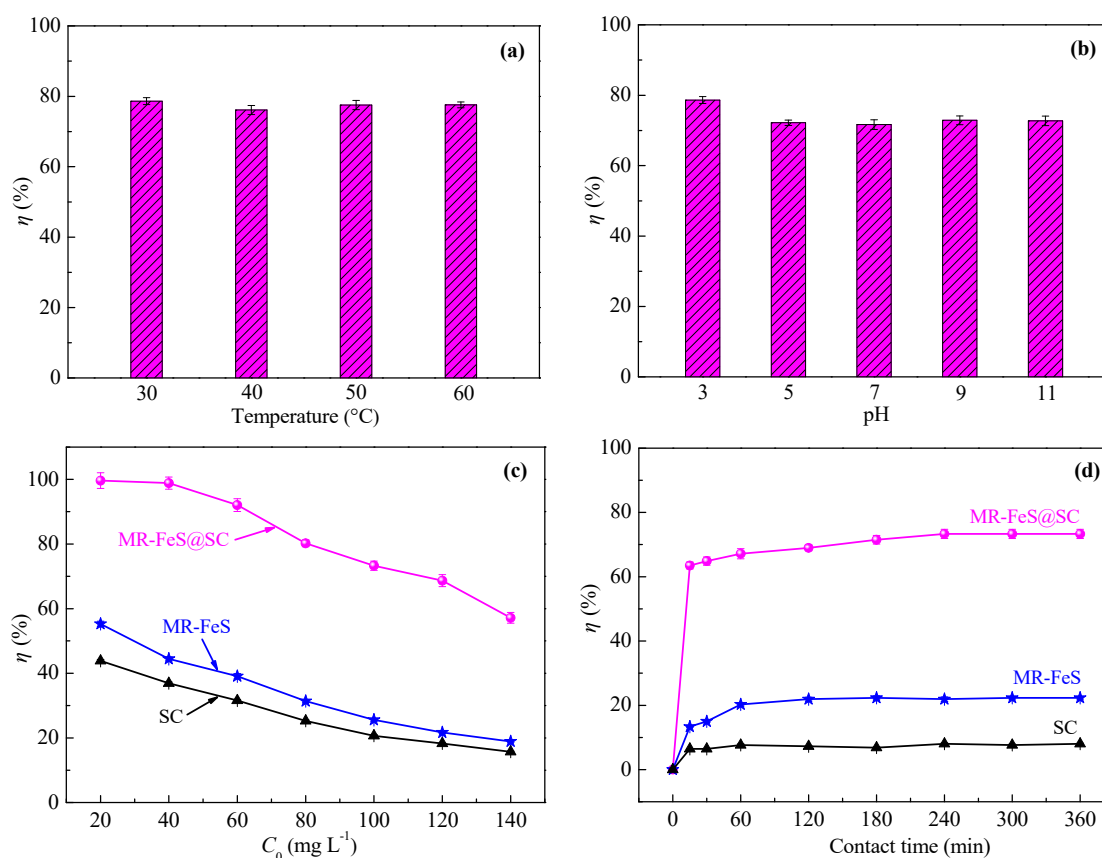 (a)
η (%)
100
80
60
40
20
0
30 40 50 60
Temperature (°C)
(b)
η (%)
100
80
60
40
20
0
3 5 7 9 11
pH
(c)
η (%)
100
80
60
40
20
0
MR-FeS@SC
MR-FeS
SC
20 40 60 80 100 120 140
C₀ (mg L⁻¹)
(d)
η (%)
100
80
60
40
20
0
MR-FeS@SC
MR-FeS
SC
0 60 120 180 240 300 360
Contact time (min)